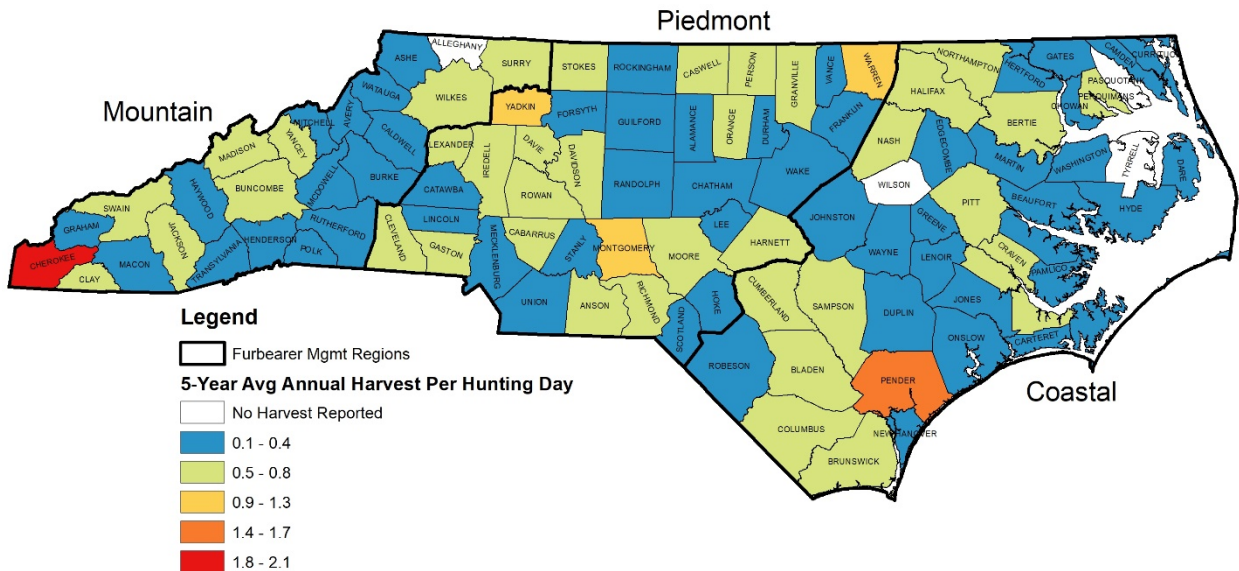 Piedmont
Mountain
Coastal
ALLEGHANY
ASHE
SURRY
STOKES
ROCKINGHAM
CASWELL
PERSON
GRANVILLE
VANCE
WARREN
NORTHAMPTON
HERTFORD
GATES
CAMDEN
PASQUOTANK
PERQUIMANS
HALIFAX
WATAUGA
WILKES
YADKIN
FORSYTH
GUILFORD
ALAMANCE
ORANGE
DURHAM
FRANKLIN
NASH
EDGECOMBE
BERTIE
MITCHELL
AVERY
CALDWELL
ALEXANDER
IREDELL
DAVIE
DAVIDSON
MADISON
YANCEY
MARTIN
WASHINGTON
TYRRELL
DARE
BUNCOMBE
MCDOWELL
BURKE
CATAWBA
ROWAN
RANDOLPH
CHATHAM
WAKE
WILSON
PITT
BEAUFORT
HYDE
HAYWOOD
SWAIN
GRAHAM
RUTHERFORD
LINCOLN
CLEVELAND
GASTON
CABARRUS
STANLY
MONTGOMERY
MOORE
LEE
HARNETT
JOHNSTON
GREENE
WAYNE
LENOIR
CRAVEN
PAMLICO
CHEROKEE
CLAY
MACON
JACKSON
TRANSYLVANIA
HENDERSON
POLK
MECKLENBURG
UNION
ANSON
RICHMOND
SCOTLAND
HOKE
CUMBERLAND
SAMPSON
DUPLIN
JONES
ONSLOW
CARTERET
ROBESON
BLADEN
PENDER
COLUMBUS
NEW HANOVER
BRUNSWICK
Legend
Furbearer Mgmt Regions
5-Year Avg Annual Harvest Per Hunting Day
No Harvest Reported
0.1 - 0.4
0.5 - 0.8
0.9 - 1.3
1.4 - 1.7
1.8 - 2.1